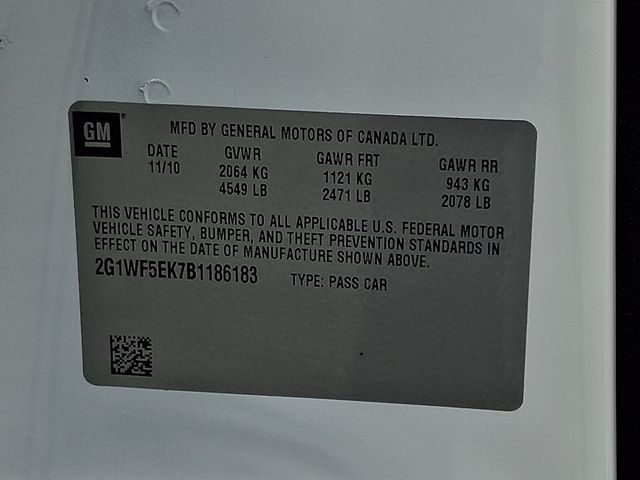 GM
MFD BY GENERAL MOTORS OF CANADA LTD.
DATE GVWR GAWR FRT GAWR RR
11/10 2064 KG 1121 KG 943 KG
4549 LB 2471 LB 2078 LB
THIS VEHICLE CONFORMS TO ALL APPLICABLE U.S. FEDERAL MOTOR
VEHICLE SAFETY, BUMPER, AND THEFT PREVENTION STANDARDS IN
EFFECT ON THE DATE OF MANUFACTURE SHOWN ABOVE.
2G1WF5EK7B1186183 TYPE: PASS CAR